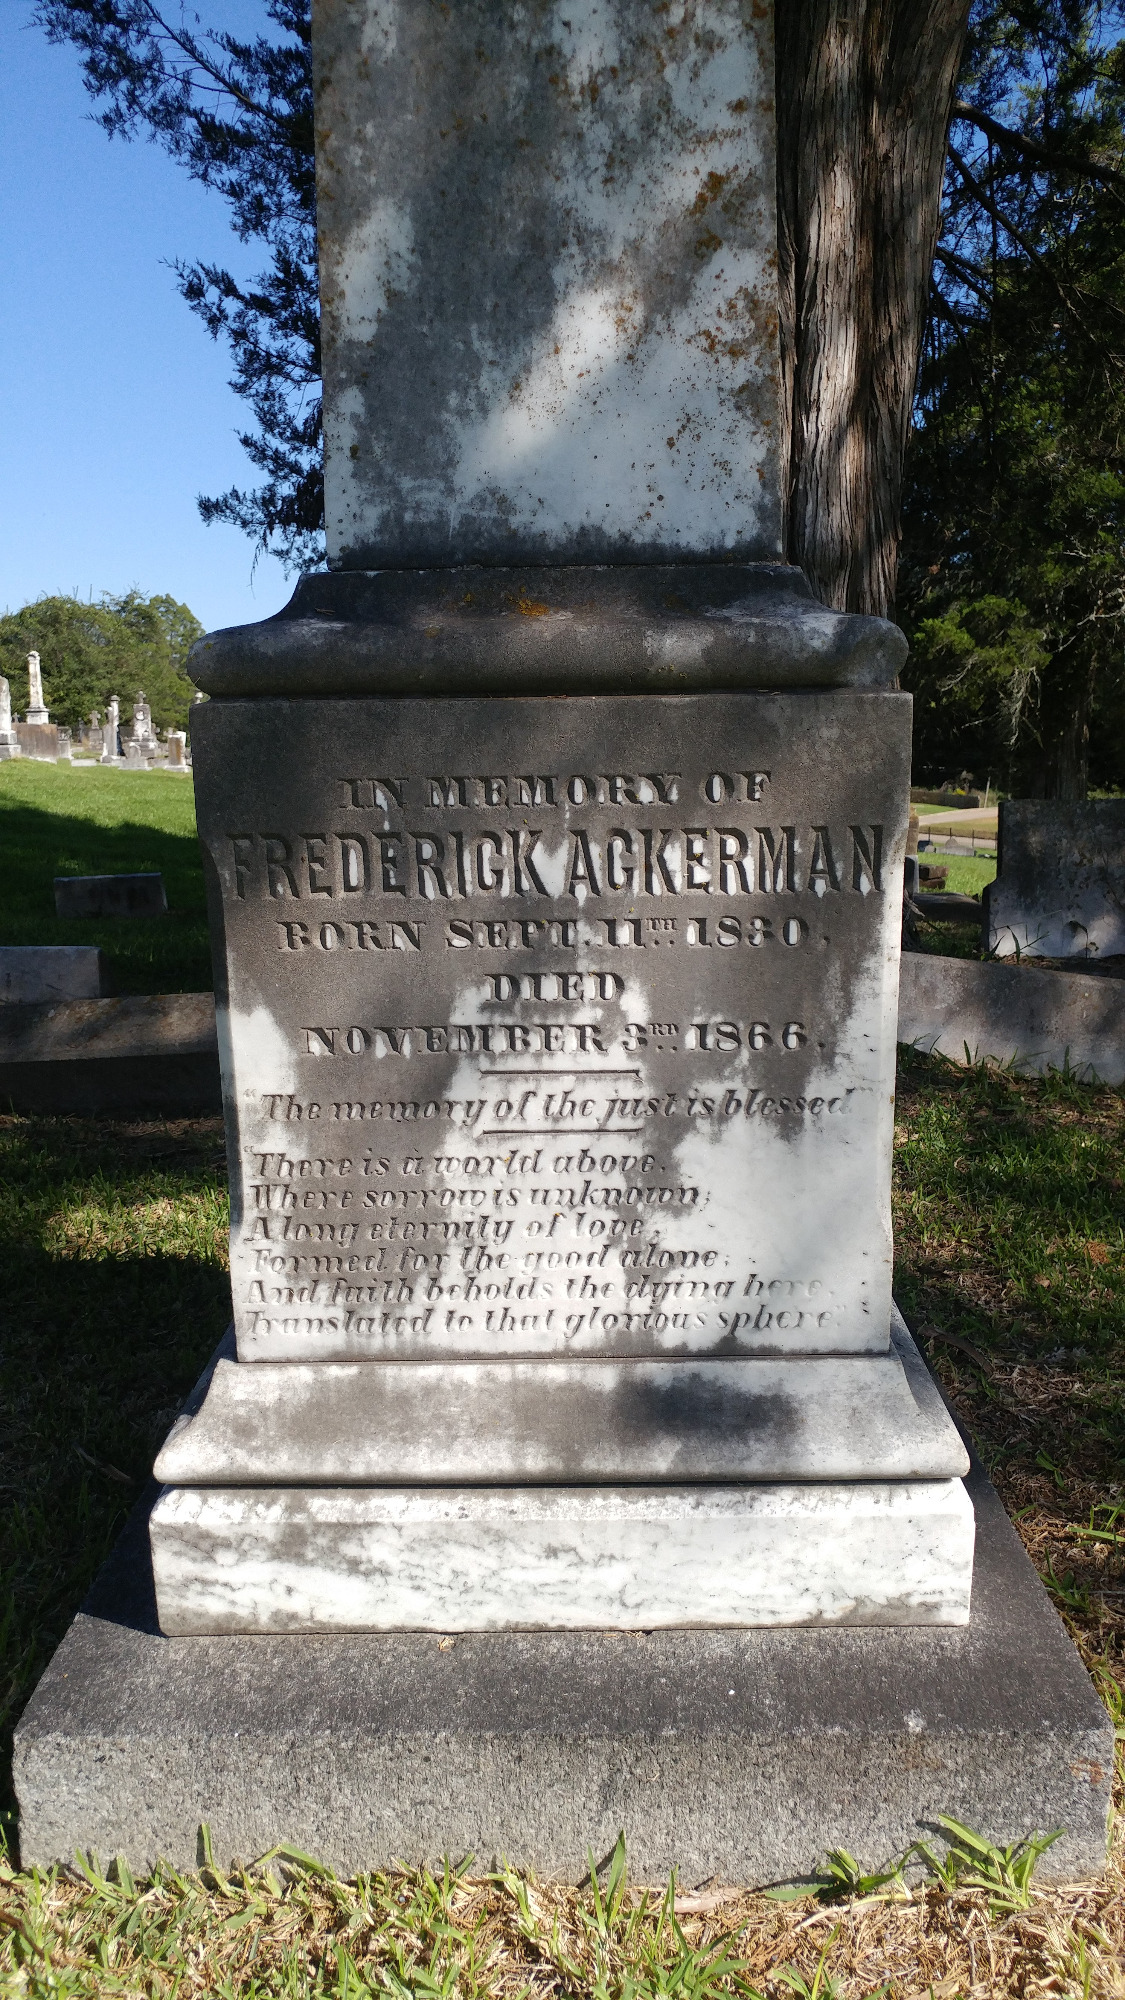 IN MEMORY OF
FREDERICK ACKERMAN
BORN SEPT. 11TH. 1830.
DIED
NOVEMBER 3RD. 1866.
"The memory of the just is blessed"
"There is a world above,
Where sorrow is unknown;
A long eternity of love,
Formed for the good alone;
And faith beholds the dying here,
Translated to that glorious sphere"